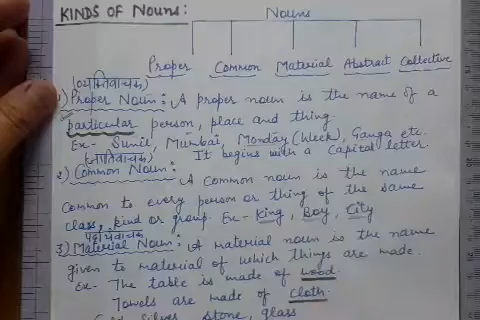 KINDS OF Nouns:
Nouns
Proper Common Material Abstract Collective
(व्यक्तिवाचक)
1) Proper Noun: A proper noun is the name of a
particular person, place and thing.
Ex- Sunil, Mumbai, Monday (Week), Ganga etc.
(जातिवाचक) It begins with a Capital letter.
2) Common Noun:
A common noun is the name
common to every person or thing of the same
class, kind or group. Ex- King, Boy, City
3) Material Noun: A material noun is the name
given to material of which things are made.
Ex- The table is made of wood.
Towels are made of cloth.
Silver, stone, glass